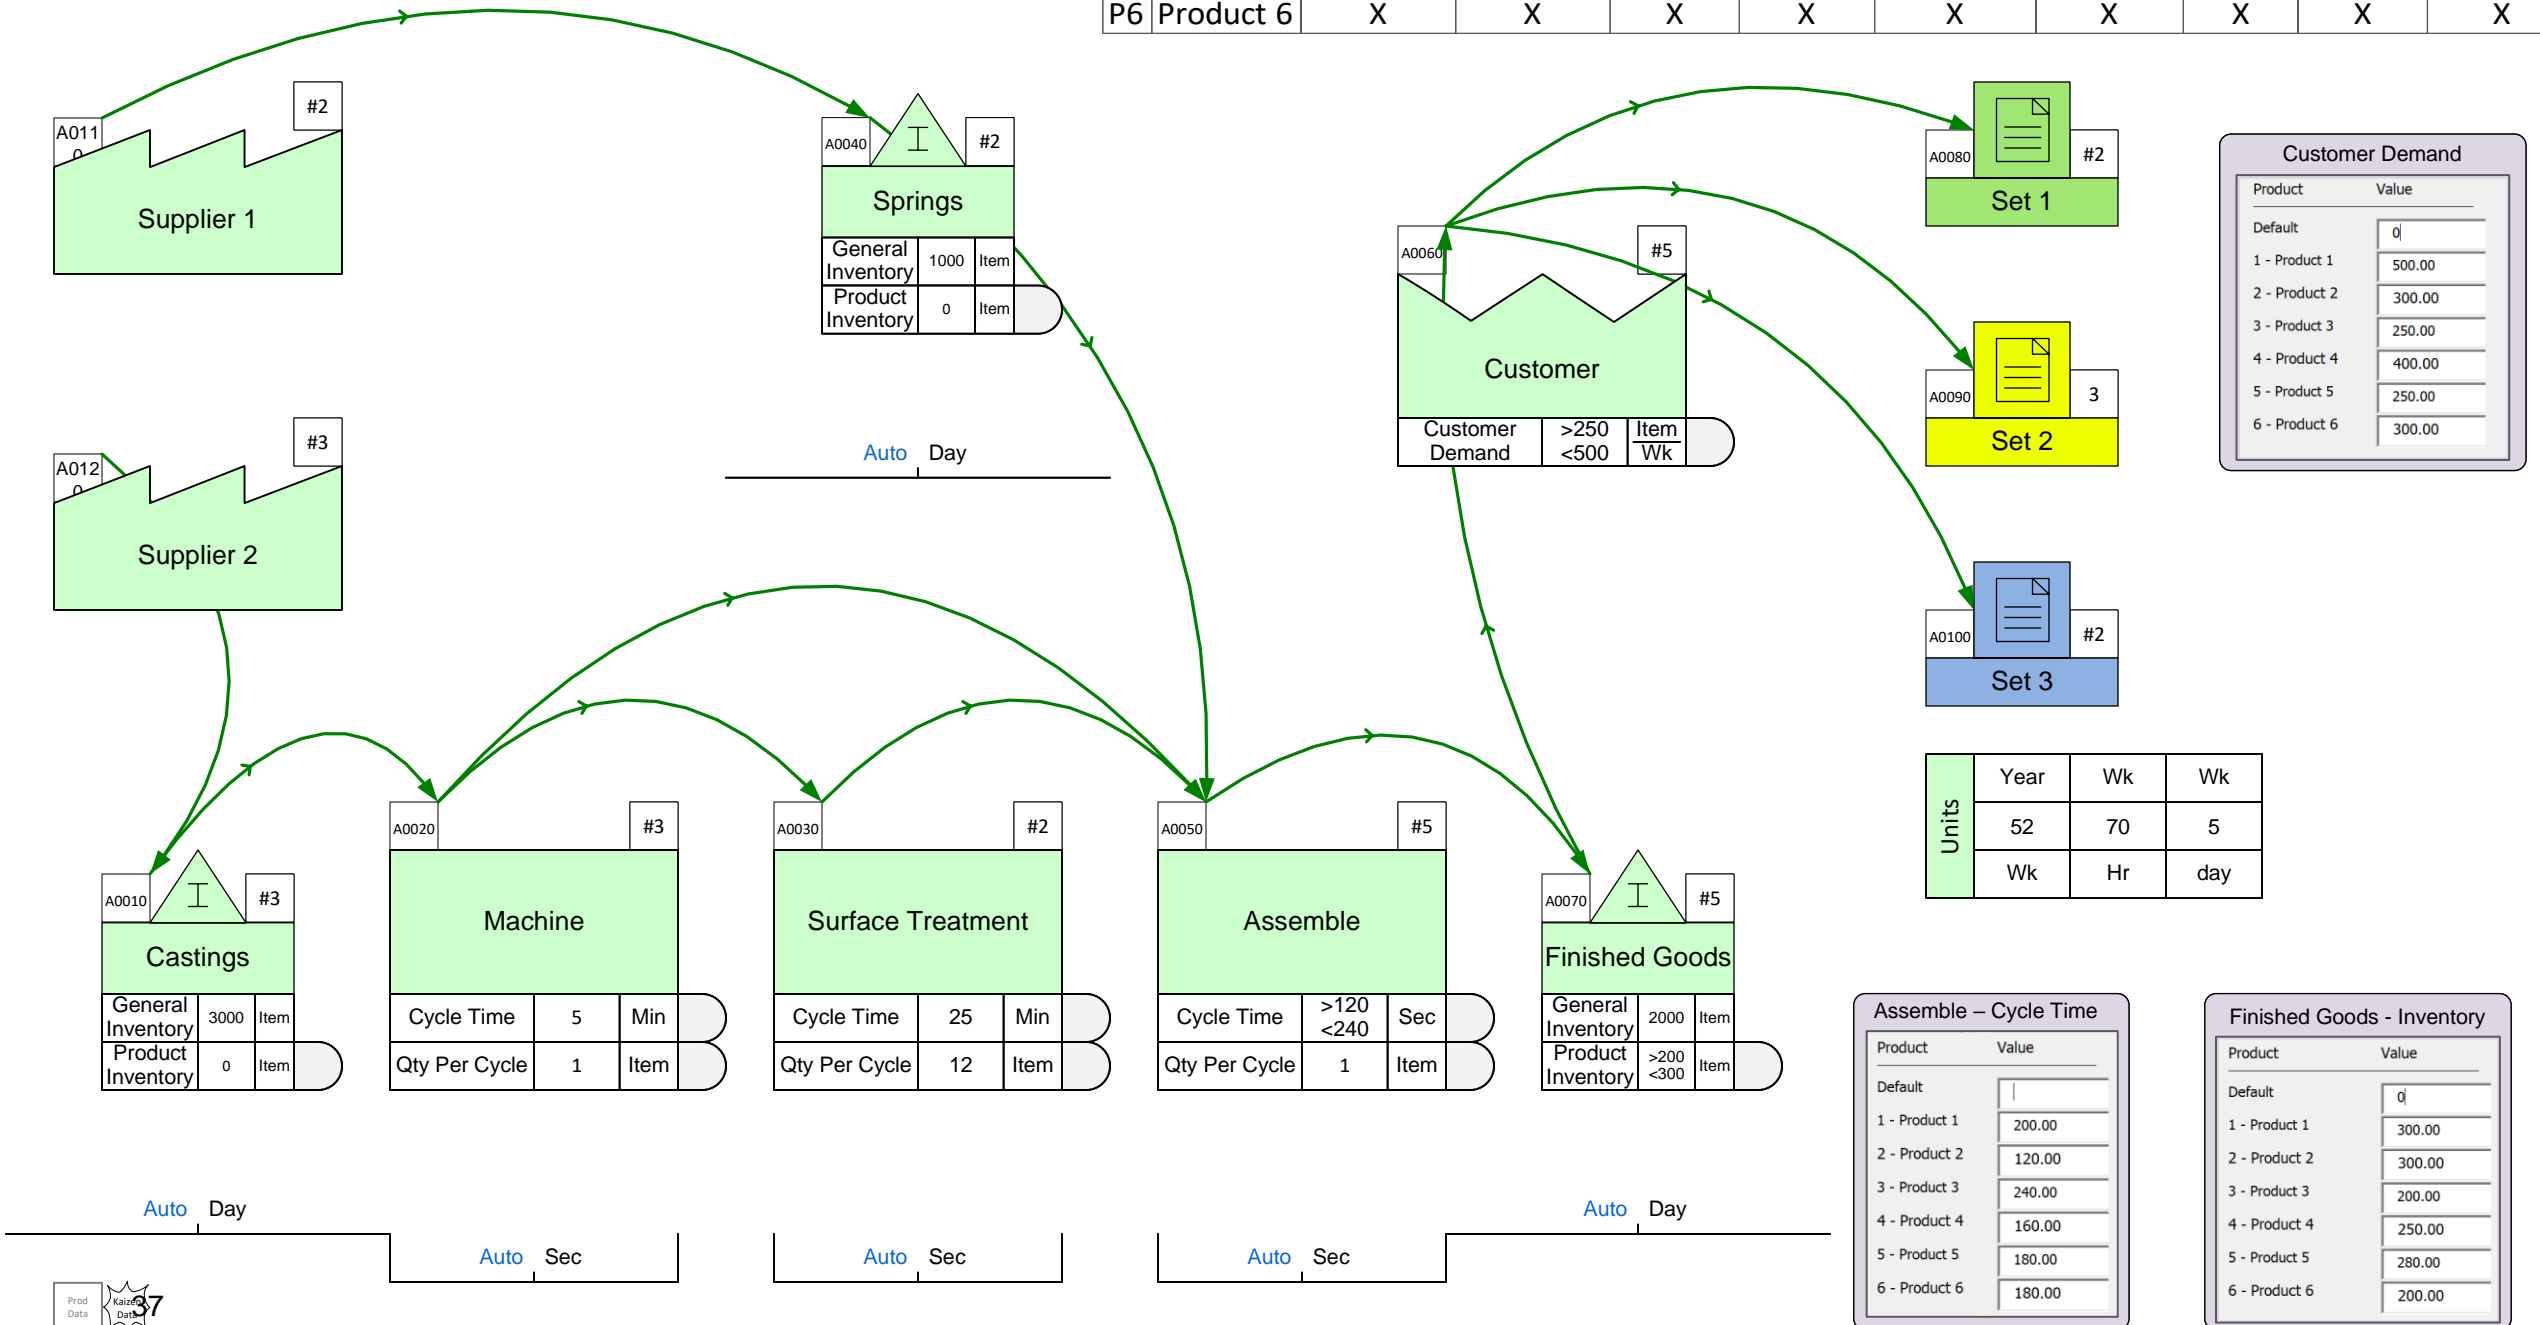 P6 Product 6 X X X X X X X X X
#2
A011
0
Supplier 1
A0040
#2
Springs
General Inventory 1000 Item
Product Inventory 0 Item
Auto Day
#3
A012
0
Supplier 2
A0060
#5
Customer
Customer Demand >250 <500 Item Wk
A0080
#2
Set 1
A0090
3
Set 2
A0100
#2
Set 3
Customer Demand
Product Value
Default 0
1 - Product 1 500.00
2 - Product 2 300.00
3 - Product 3 250.00
4 - Product 4 400.00
5 - Product 5 250.00
6 - Product 6 300.00
Units
Year Wk Wk
52 70 5
Wk Hr day
A0010
#3
Castings
General Inventory 3000 Item
Product Inventory 0 Item
A0020
#3
Machine
Cycle Time 5 Min
Qty Per Cycle 1 Item
A0030
#2
Surface Treatment
Cycle Time 25 Min
Qty Per Cycle 12 Item
A0050
#5
Assemble
Cycle Time >120 <240 Sec
Qty Per Cycle 1 Item
A0070
#5
Finished Goods
General Inventory 2000 Item
Product Inventory >200 <300 Item
Assemble – Cycle Time
Product Value
Default
1 - Product 1 200.00
2 - Product 2 120.00
3 - Product 3 240.00
4 - Product 4 160.00
5 - Product 5 180.00
6 - Product 6 180.00
Finished Goods - Inventory
Product Value
Default 0
1 - Product 1 300.00
2 - Product 2 300.00
3 - Product 3 200.00
4 - Product 4 250.00
5 - Product 5 280.00
6 - Product 6 200.00
Auto Day
Auto Sec
Auto Sec
Auto Sec
Auto Day
Prod Data
Kaizen Data
37